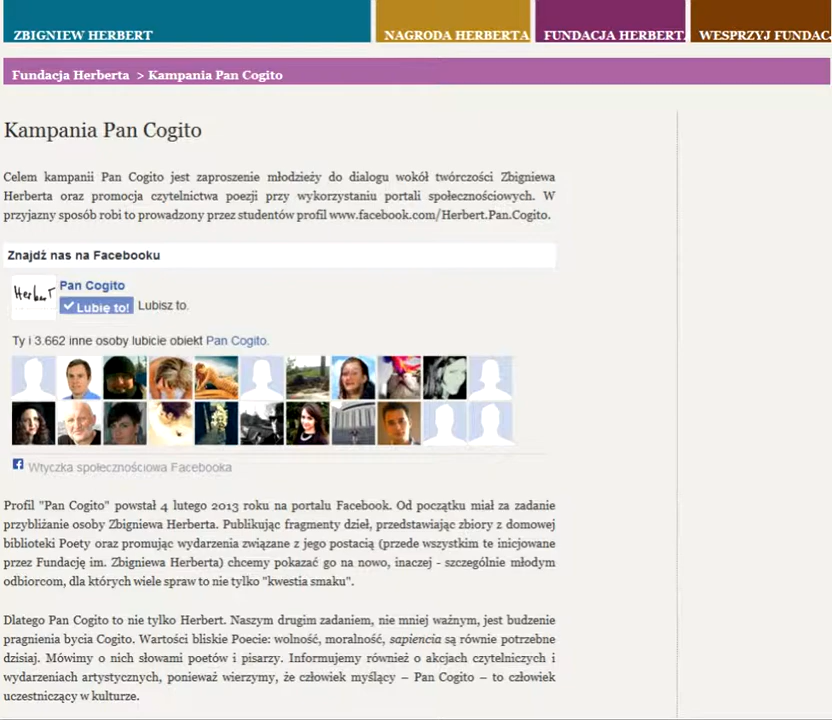 ZBIGNIEW HERBERT
NAGRODA HERBERTA
FUNDACJA HERBERT
WESPRZYJ FUNDAC
Fundacja Herberta > Kampania Pan Cogito
Kampania Pan Cogito
Celem kampanii Pan Cogito jest zaproszenie młodzieży do dialogu wokół twórczości Zbigniewa
Herberta oraz promocja czytelnictwa poezji przy wykorzystaniu portali społecznościowych. W
przyjazny sposób robi to prowadzony przez studentów profil www.facebook.com/Herbert.Pan.Cogito.
Znajdź nas na Facebooku
HerberT
Pan Cogito
Lubię to! Lubisz to.
Ty i 3.662 inne osoby lubicie obiekt Pan Cogito.
Wtyczka społecznościowa Facebooka
Profil "Pan Cogito" powstał 4 lutego 2013 roku na portalu Facebook. Od początku miał za zadanie
przybliżanie osoby Zbigniewa Herberta. Publikując fragmenty dzieł, przedstawiając zbiory z domowej
biblioteki Poety oraz promując wydarzenia związane z jego postacią (przede wszystkim te inicjowane
przez Fundację im. Zbigniewa Herberta) chcemy pokazać go na nowo, inaczej - szczególnie młodym
odbiorcom, dla których wiele spraw to nie tylko "kwestia smaku".
Dlatego Pan Cogito to nie tylko Herbert. Naszym drugim zadaniem, nie mniej ważnym, jest budzenie
pragnienia bycia Cogito. Wartości bliskie Poecie: wolność, moralność, sapiencia są równie potrzebne
dzisiaj. Mówimy o nich słowami poetów i pisarzy. Informujemy również o akcjach czytelniczych i
wydarzeniach artystycznych, ponieważ wierzymy, że człowiek myślący – Pan Cogito – to człowiek
uczestniczący w kulturze.